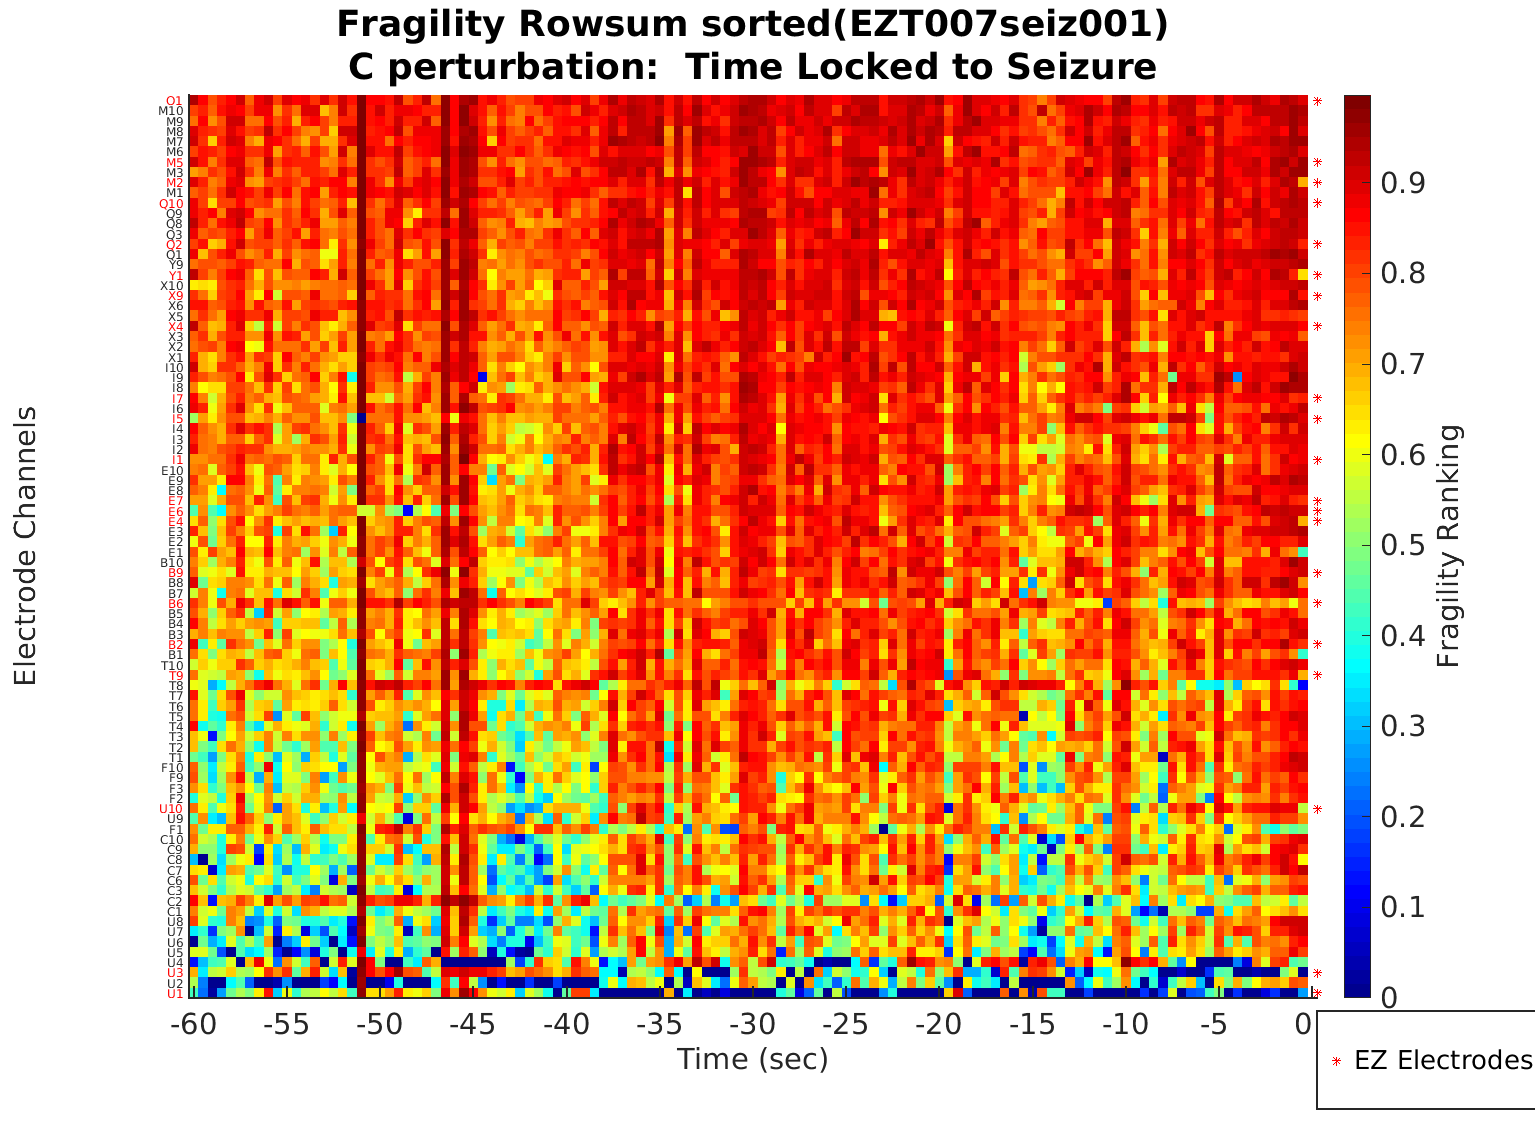 Fragility Rowsum sorted(EZT007seiz001)
C perturbation:  Time Locked to Seizure
Electrode Channels
O1
M10
M9
M8
M7
M6
M5
M3
M2
M1
Q10
Q9
Q8
Q3
Q2
Q1
Y9
Y1
X10
X9
X6
X5
X4
X3
X2
X1
I10
I9
I8
I7
I6
I5
I4
I3
I2
I1
E10
E9
E8
E7
E6
E4
E3
E2
E1
B10
B9
B8
B7
B6
B5
B4
B3
B2
B1
T10
T9
T8
T7
T6
T5
T4
T3
T2
T1
F10
F9
F3
F2
U10
U9
F1
C10
C9
C8
C7
C6
C3
C2
C1
U8
U7
U6
U5
U4
U3
U2
U1
-60 -55 -50 -45 -40 -35 -30 -25 -20 -15 -10 -5 0
Time (sec)
0.9
0.8
0.7
0.6
0.5
0.4
0.3
0.2
0.1
0
Fragility Ranking
EZ Electrodes